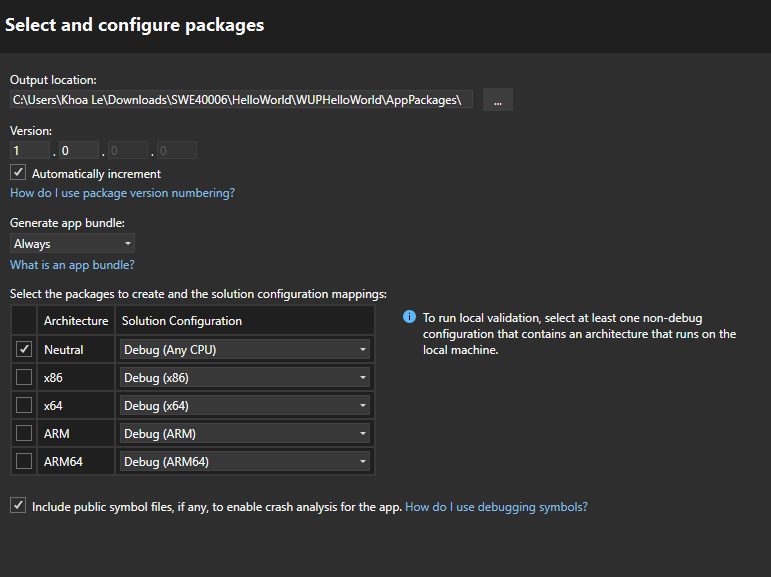 Select and configure packages
Output location:
C:\Users\Khoa Le\Downloads\SWE40006\HelloWorld\WUPHelloWorld\AppPackages\
...
Version:
1 . 0 . 0 . 0
Automatically increment
How do I use package version numbering?
Generate app bundle:
Always
What is an app bundle?
Select the packages to create and the solution configuration mappings:
Architecture Solution Configuration
Neutral Debug (Any CPU)
x86 Debug (x86)
x64 Debug (x64)
ARM Debug (ARM)
ARM64 Debug (ARM64)
To run local validation, select at least one non-debug
configuration that contains an architecture that runs on the
local machine.
Include public symbol files, if any, to enable crash analysis for the app. How do I use debugging symbols?